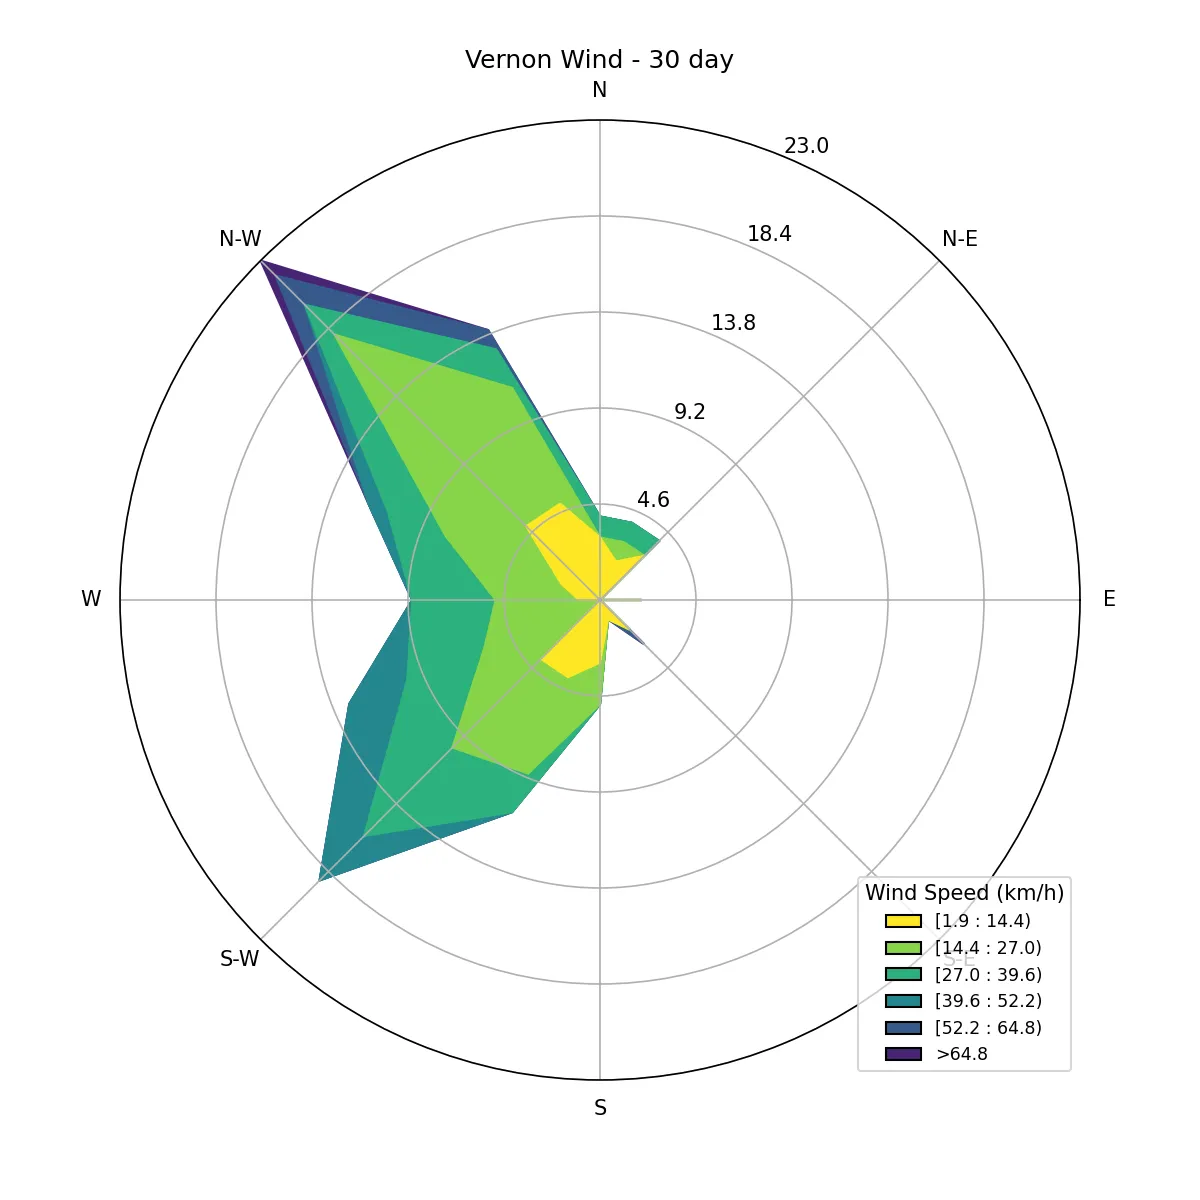 Vernon Wind - 30 day
N
23.0
18.4
N-W
N-E
13.8
9.2
4.6
W
E
S-W
S-E
Wind Speed (km/h)
[1.9 : 14.4)
[14.4 : 27.0)
[27.0 : 39.6)
[39.6 : 52.2)
[52.2 : 64.8)
>64.8
S